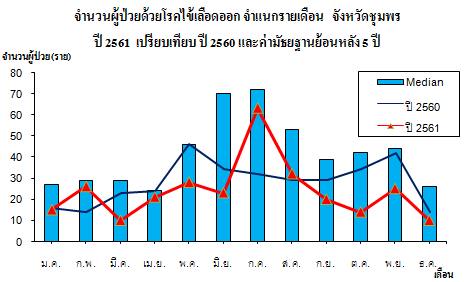 จำนวนผู้ป่วยด้วยโรคไข้เลือดออก จำแนกรายเดือน จังหวัดชุมพร
ปี 2561 เปรียบเทียบ ปี 2560 และค่ามัธยฐานย้อนหลัง 5 ปี
จำนวนผู้ป่วย (ราย)
80
70
60
50
40
30
20
10
0
Median
ปี 2560
ปี 2561
ม.ค. ก.พ. มี.ค. เม.ย. พ.ค. มิ.ย. ก.ค. ส.ค. ก.ย. ต.ค. พ.ย. ธ.ค.
เดือน